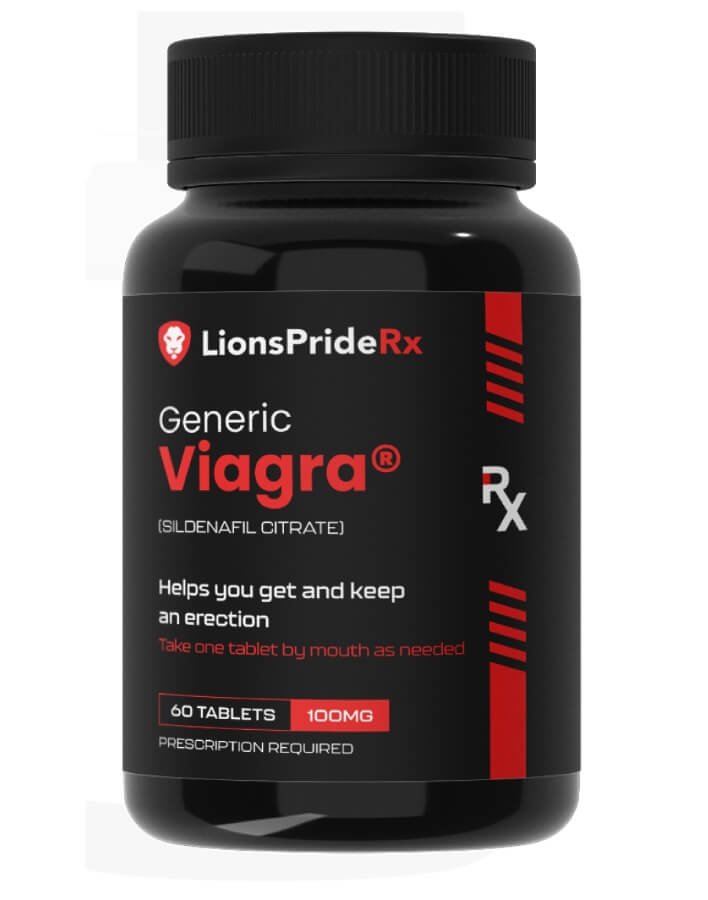 LionsPrideRx
Generic
Viagra®
(SILDENAFIL CITRATE)
Helps you get and keep
an erection
Take one tablet by mouth as needed
60 TABLETS 100MG
PRESCRIPTION REQUIRED
RX